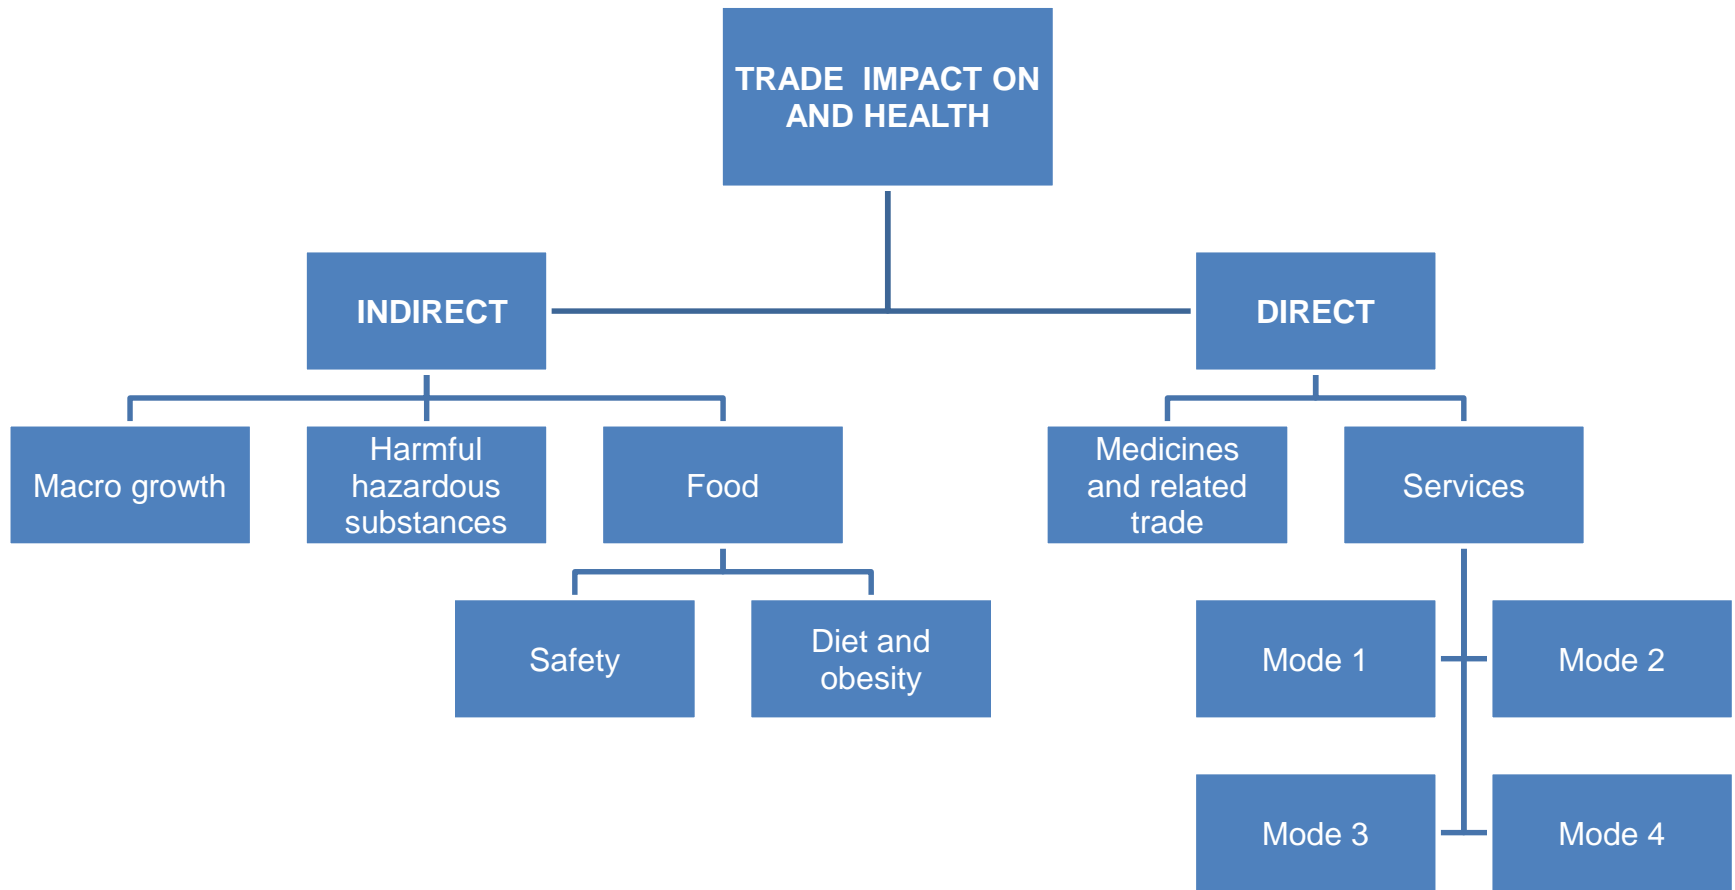 TRADE  IMPACT ON
AND HEALTH
INDIRECT
DIRECT
Macro growth
Harmful
hazardous
substances
Food
Medicines
and related
trade
Services
Safety
Diet and
obesity
Mode 1
Mode 2
Mode 3
Mode 4